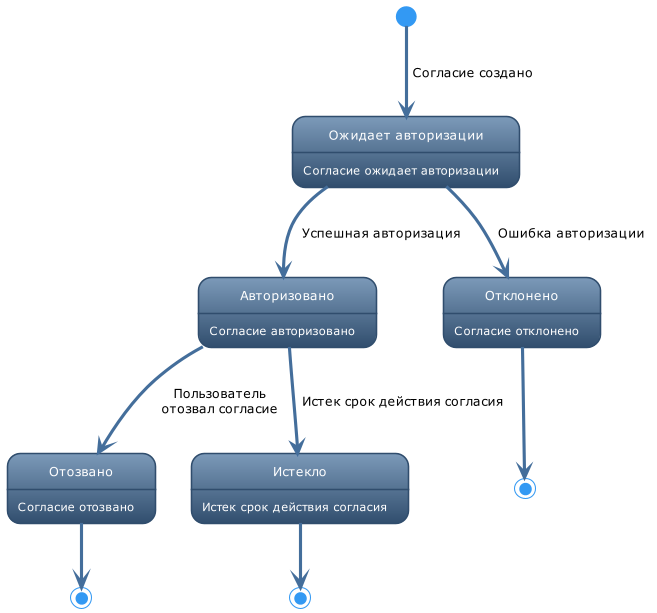 Согласие создано
Ожидает авторизации
Согласие ожидает авторизации
Успешная авторизация
Ошибка авторизации
Авторизовано
Согласие авторизовано
Отклонено
Согласие отклонено
Пользователь
отозвал согласие
Истек срок действия согласия
Отозвано
Согласие отозвано
Истекло
Истек срок действия согласия